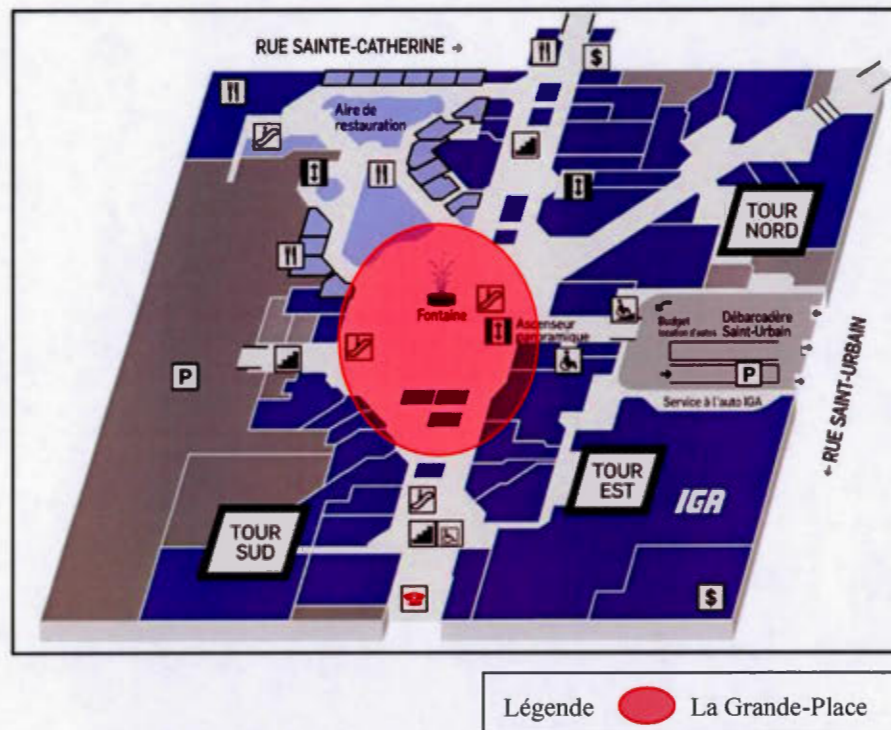 RUE SAINTE-CATHERINE →
$
Aire de
restauration
TOUR
NORD
Fontaine
Ascenseur
panoramique
Budget
location d'autos
Débarcadère
Saint-Urbain
P
P
Service à l'auto IGA
← RUE SAINT-URBAIN
TOUR
EST
IGA
TOUR
SUD
$
Légende La Grande-Place